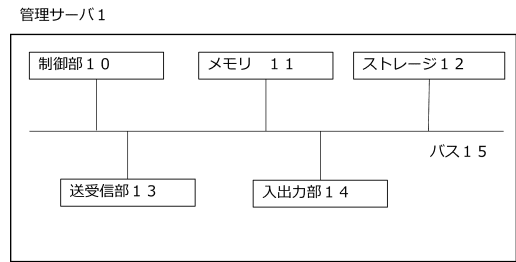 管理サーバ１
制御部１０
メモリ　１１
ストレージ１２
バス１５
送受信部１３
入出力部１４